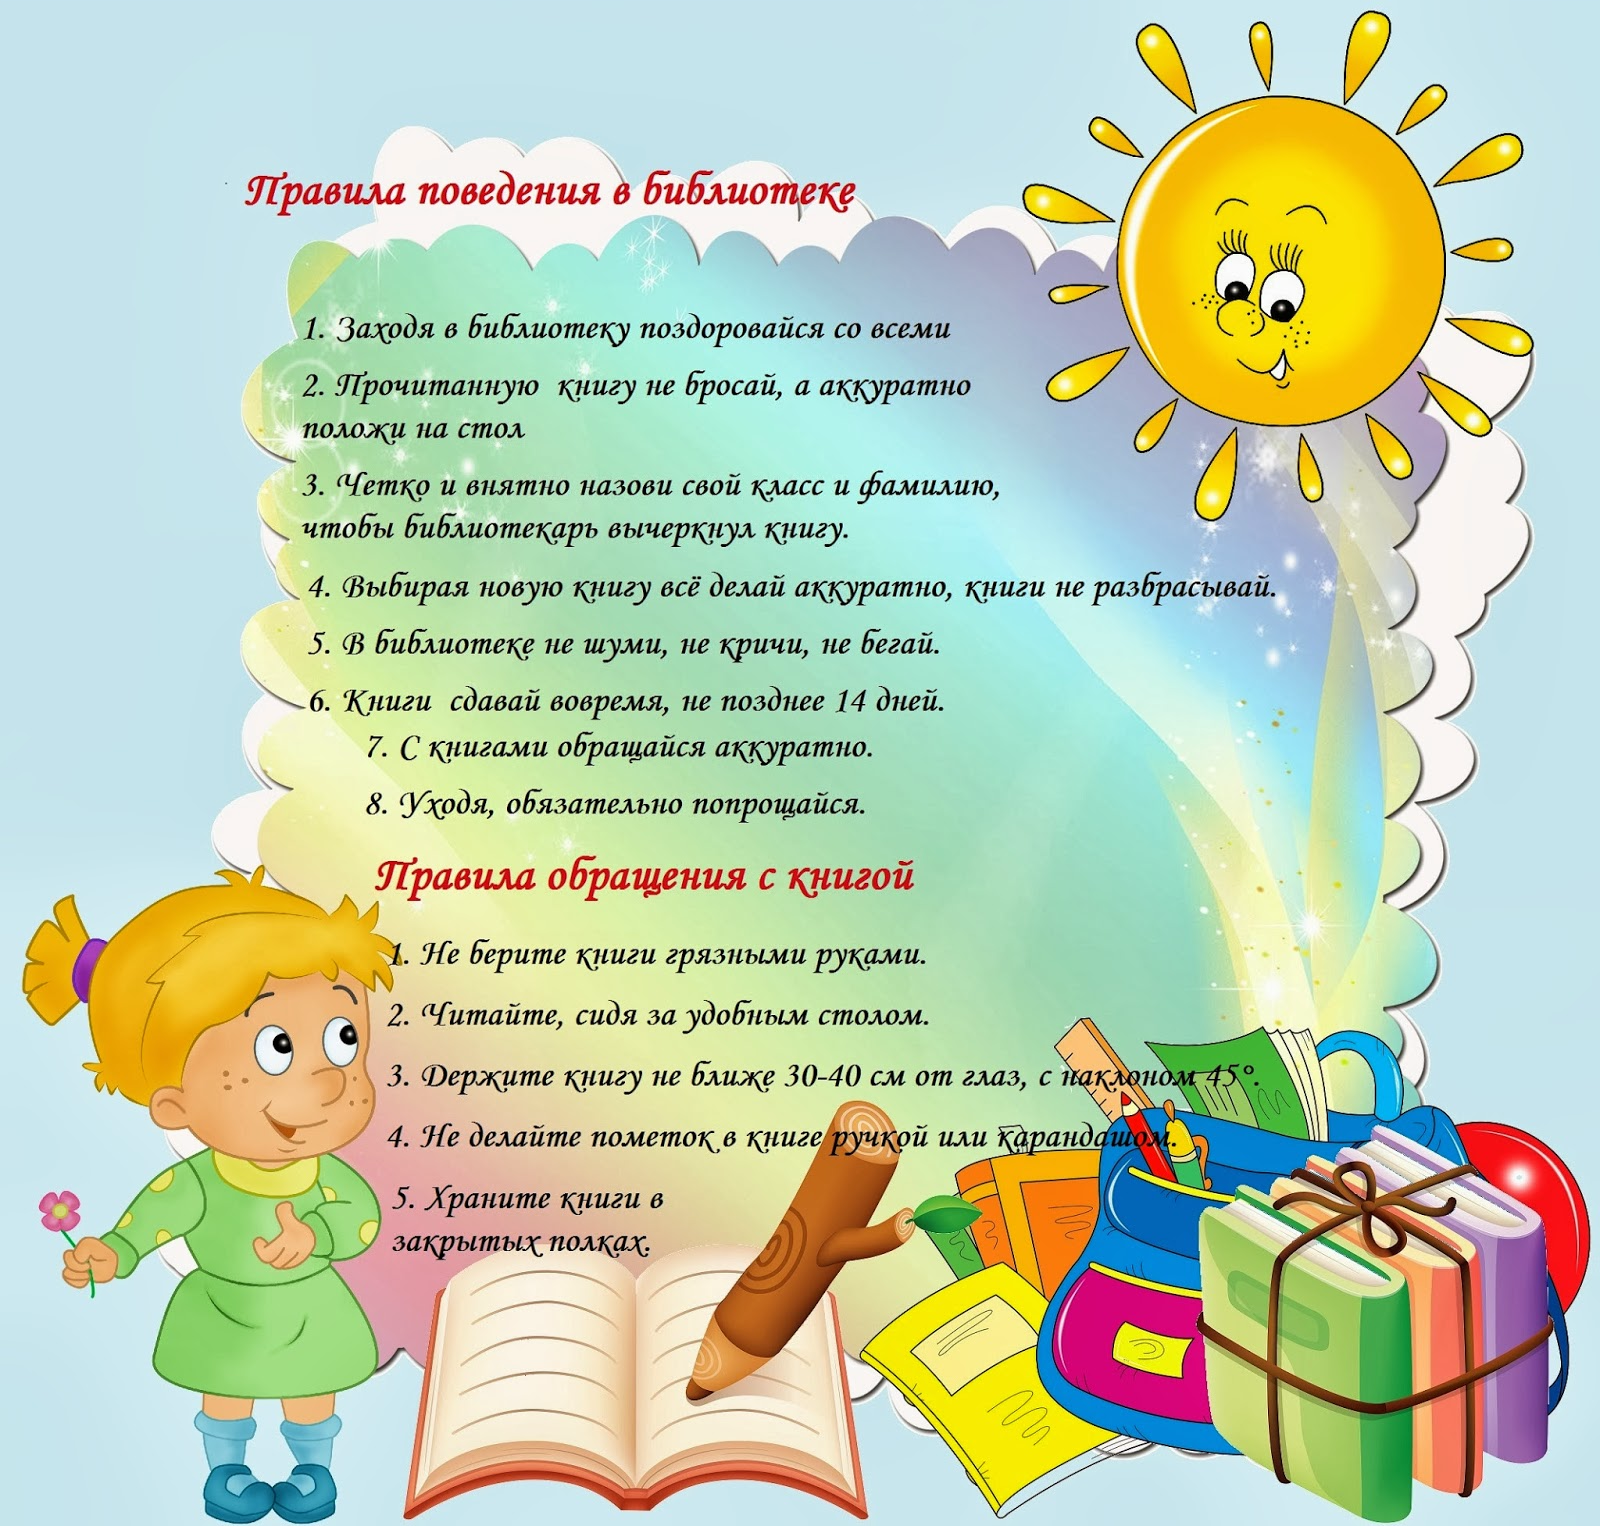 Правила поведения в библиотеке
1. Заходя в библиотеку поздоровайся со всеми
2. Прочитанную книгу не бросай, а аккуратно
положи на стол
3. Четко и внятно назови свой класс и фамилию,
чтобы библиотекарь вычеркнул книгу.
4. Выбирая новую книгу всё делай аккуратно, книги не разбрасывай.
5. В библиотеке не шуми, не кричи, не бегай.
6. Книги сдавай вовремя, не позднее 14 дней.
7. С книгами обращайся аккуратно.
8. Уходя, обязательно попрощайся.
Правила обращения с книгой
1. Не берите книги грязными руками.
2. Читайте, сидя за удобным столом.
3. Держите книгу не ближе 30-40 см от глаз, с наклоном 45°.
4. Не делайте пометок в книге ручкой или карандашом.
5. Храните книги в
закрытых полках.